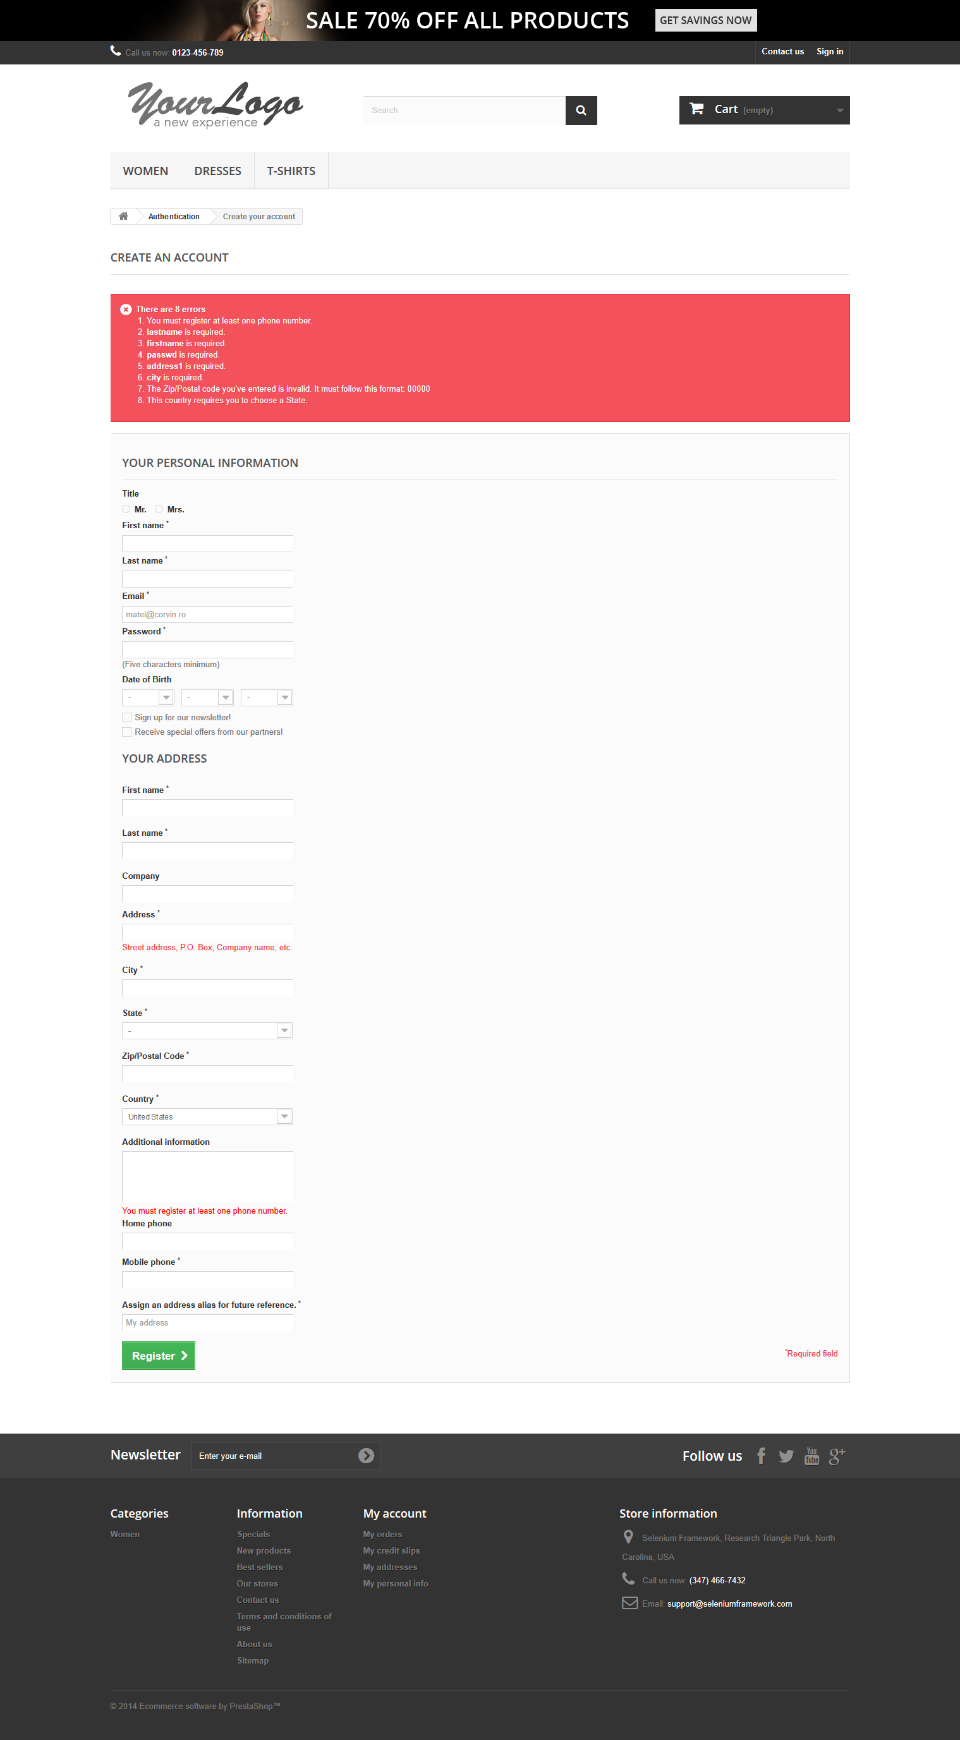 SALE 70% OFF ALL PRODUCTS GET SAVINGS NOW
Call us now: 0123-456-789 Contact us Sign in
YourLogo
a new experience
Search
Cart (empty)
WOMEN DRESSES T-SHIRTS
Authentication Create your account
CREATE AN ACCOUNT
There are 8 errors
1. You must register at least one phone number.
2. lastname is required.
3. firstname is required.
4. passwd is required.
5. address1 is required.
6. city is required.
7. The Zip/Postal code you've entered is invalid. It must follow this format: 00000
8. This country requires you to choose a State.
YOUR PERSONAL INFORMATION
Title
Mr. Mrs.
First name *
Last name *
Email *
matei@corvin.ro
Password *
(Five characters minimum)
Date of Birth
- - -
Sign up for our newsletter!
Receive special offers from our partners!
YOUR ADDRESS
First name *
Last name *
Company
Address *
Street address, P.O. Box, Company name, etc.
City *
State *
-
Zip/Postal Code *
Country *
United States
Additional information
You must register at least one phone number.
Home phone
Mobile phone *
Assign an address alias for future reference. *
My address
Register
*Required field
Newsletter Enter your e-mail Follow us
Categories
Women
Information
Specials
New products
Best sellers
Our stores
Contact us
Terms and conditions of
use
About us
Sitemap
My account
My orders
My credit slips
My addresses
My personal info
Store information
Selenium Framework, Research Triangle Park, North
Carolina, USA
Call us now: (347) 466-7432
Email: support@seleniumframework.com
© 2014 Ecommerce software by PrestaShop™